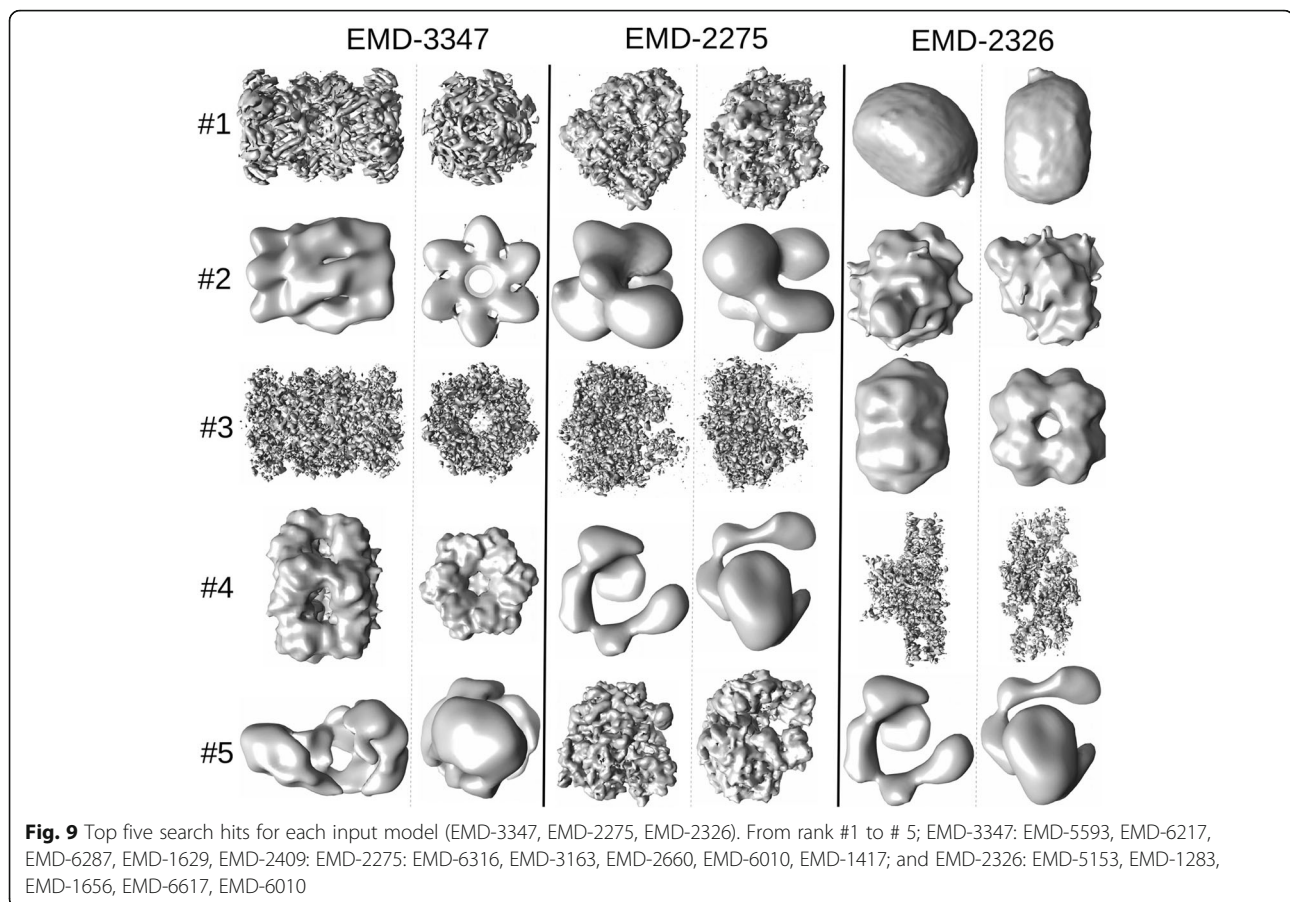 EMD-3347 EMD-2275 EMD-2326
#1
#2
#3
#4
#5
Fig. 9 Top five search hits for each input model (EMD-3347, EMD-2275, EMD-2326). From rank #1 to # 5; EMD-3347: EMD-5593, EMD-6217,
EMD-6287, EMD-1629, EMD-2409: EMD-2275: EMD-6316, EMD-3163, EMD-2660, EMD-6010, EMD-1417; and EMD-2326: EMD-5153, EMD-1283,
EMD-1656, EMD-6617, EMD-6010